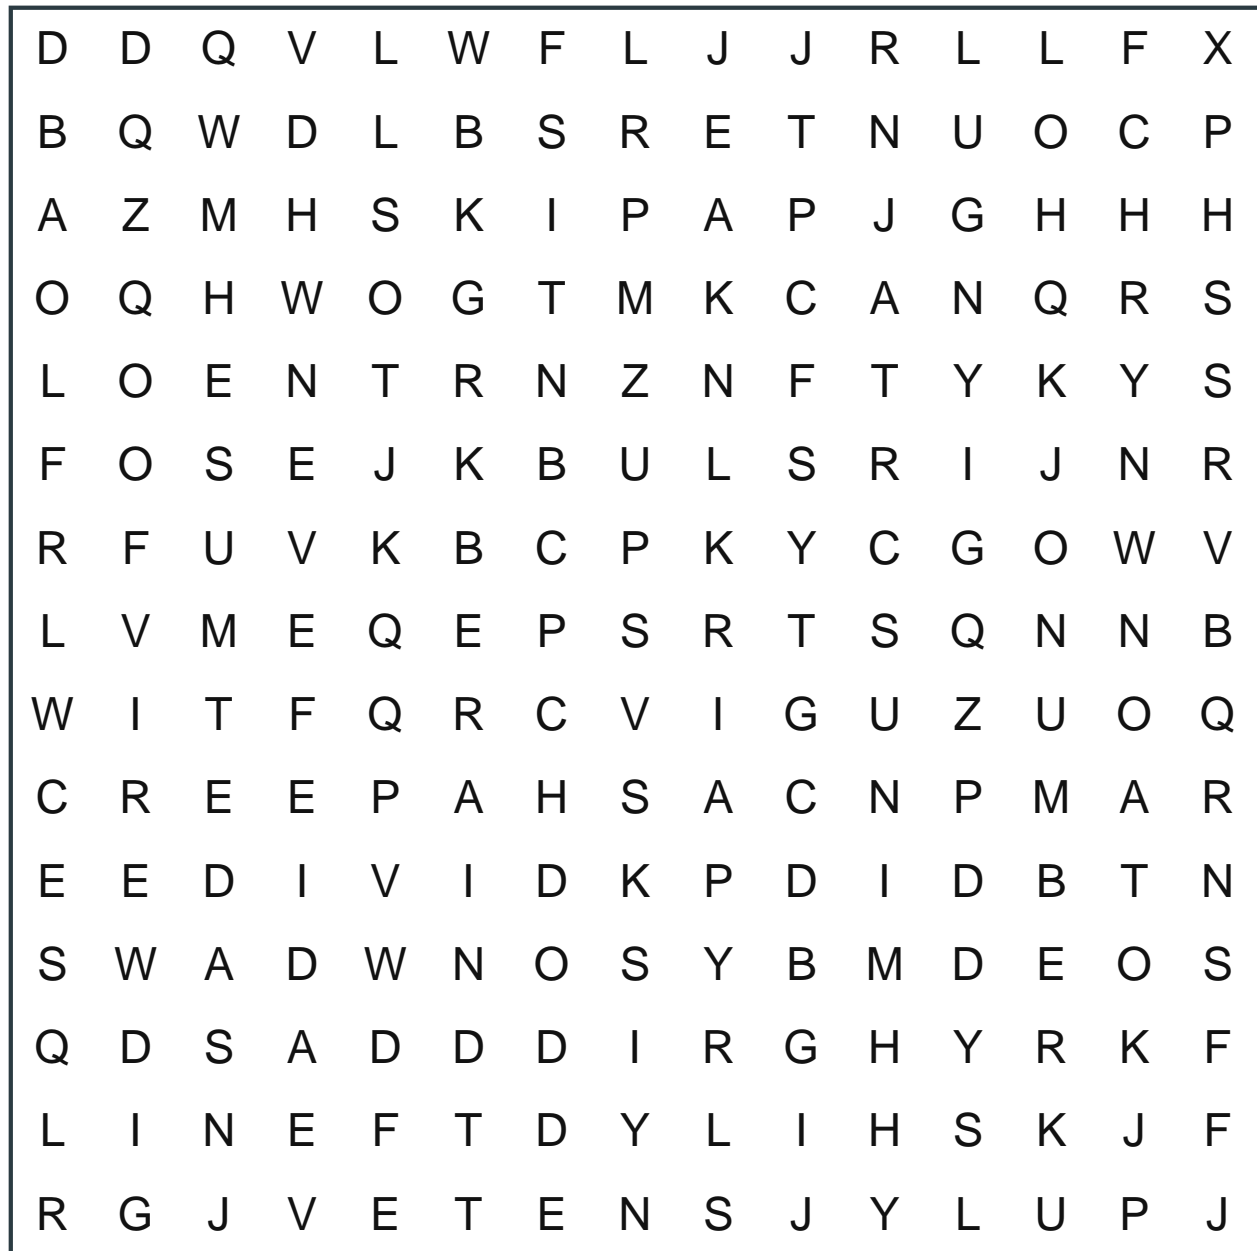 D D Q V L W F L J J R L L F X
B Q W D L B S R E T N U O C P
A Z M H S K I P A P J G H H H
O Q H W O G T M K C A N Q R S
L O E N T R N Z N F T Y K Y S
F O S E J K B U L S R I J N R
R F U V K B C P K Y C G O W V
L V M E Q E P S R T S Q N N B
W I T F Q R C V I G U Z U O Q
C R E E P A H S A C N P M A R
E E D I V I D K P D I D B T N
S W A D W N O S Y B M D E O S
Q D S A D D D I R G H Y R K F
L I N E F T D Y L I H S K J F
R G J V E T E N S J Y L U P J